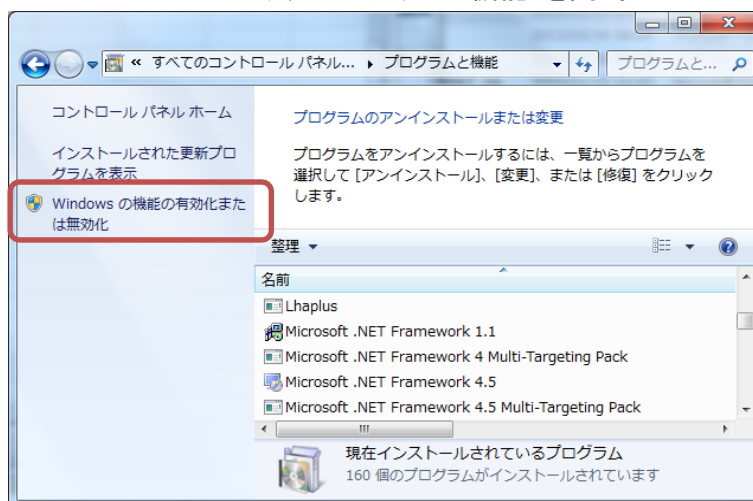 « すべてのコントロール パネル... ▸ プログラムと機能
プログラムと...
コントロール パネル ホーム
インストールされた更新プロ
グラムを表示
Windows の機能の有効化また
は無効化
プログラムのアンインストールまたは変更
プログラムをアンインストールするには、一覧からプログラムを
選択して [アンインストール]、[変更]、または [修復] をクリック
します。
整理
名前
Lhaplus
Microsoft .NET Framework 1.1
Microsoft .NET Framework 4 Multi-Targeting Pack
Microsoft .NET Framework 4.5
Microsoft .NET Framework 4.5 Multi-Targeting Pack
現在インストールされているプログラム
160 個のプログラムがインストールされています